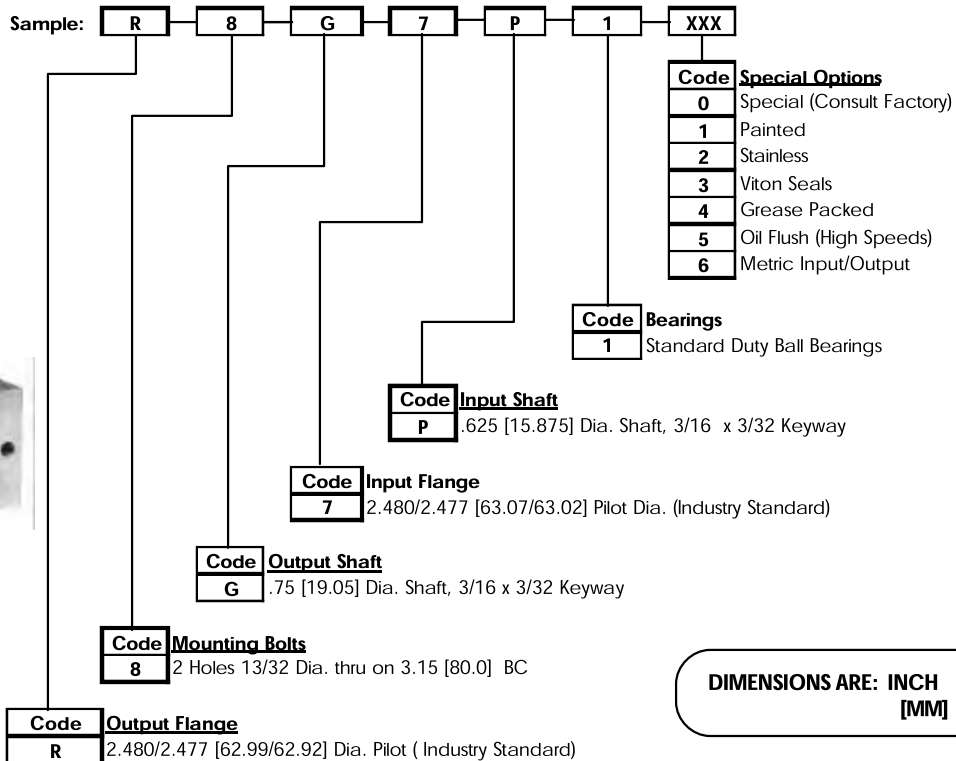 Sample: R 8 G 7 P 1 XXX
Code Special Options
0 Special (Consult Factory)
1 Painted
2 Stainless
3 Viton Seals
4 Grease Packed
5 Oil Flush (High Speeds)
6 Metric Input/Output
Code Bearings
1 Standard Duty Ball Bearings
Code Input Shaft
P .625 [15.875] Dia. Shaft, 3/16 x 3/32 Keyway
Code Input Flange
7 2.480/2.477 [63.07/63.02] Pilot Dia. (Industry Standard)
Code Output Shaft
G .75 [19.05] Dia. Shaft, 3/16 x 3/32 Keyway
Code Mounting Bolts
8 2 Holes 13/32 Dia. thru on 3.15 [80.0] BC
DIMENSIONS ARE: INCH
[MM]
Code Output Flange
R 2.480/2.477 [62.99/62.92] Dia. Pilot ( Industry Standard)